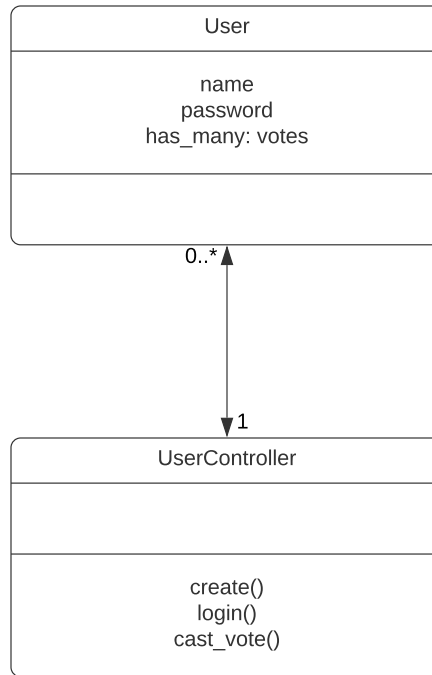 User
name
password
has_many: votes
0..*
1
UserController
create()
login()
cast_vote()